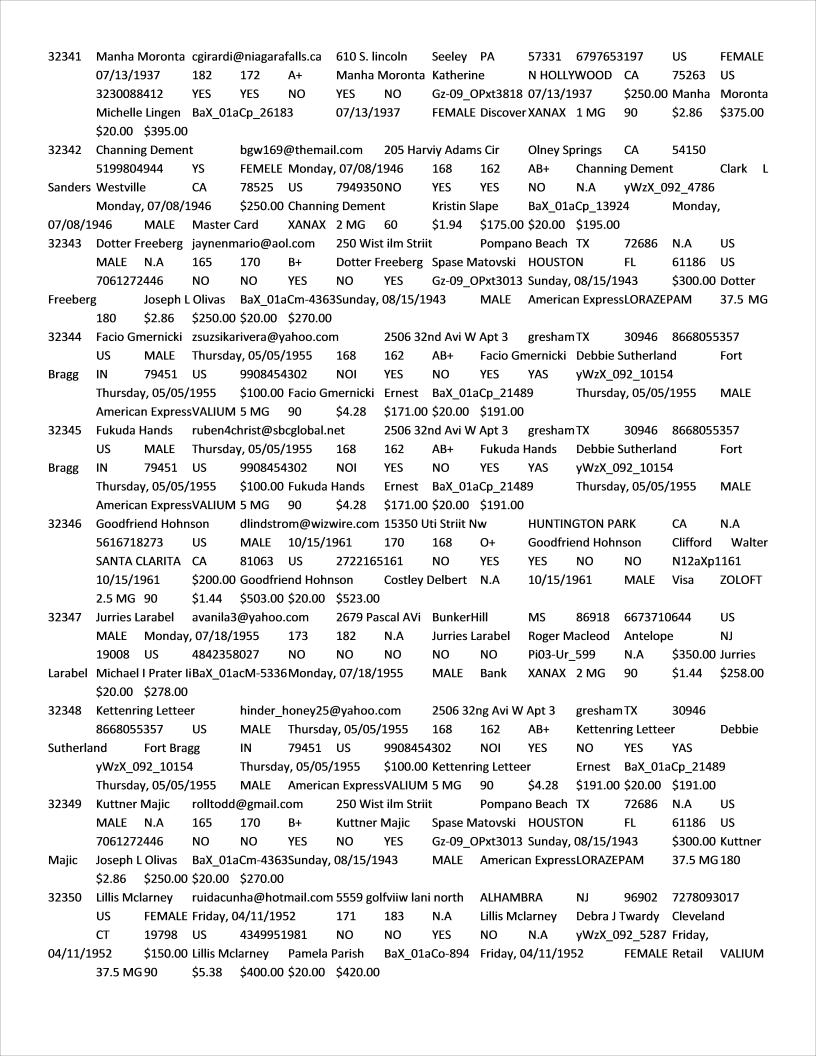 32341 Manha Moronta cgirardi@niagarafalls.ca 610 S. lincoln Seeley PA 57331 6797653197 US FEMALE
07/13/1937 182 172 A+ Manha Moronta Katherine N HOLLYWOOD CA 75263 US
3230088412 YES YES NO YES NO Gz-09_OPxt3818 07/13/1937 $250.00 Manha Moronta
Michelle Lingen BaX_01aCp_26183 07/13/1937 FEMALE Discover XANAX 1 MG 90 $2.86 $375.00
$20.00 $395.00
32342 Channing Dement bgw169@themail.com 205 Harviy Adams Cir Olney Springs CA 54150
5199804944 YS FEMELE Monday, 07/08/1946 168 162 AB+ Channing Dement Clark L
Sanders Westville CA 78525 US 7949350NO YES YES NO N.A yWzX_092_4786
Monday, 07/08/1946 $250.00 Channing Dement Kristin Slape BaX_01aCp_13924 Monday,
07/08/1946 MALE Master Card XANAX 2 MG 60 $1.94 $175.00 $20.00 $195.00
32343 Dotter Freeberg jaynenmario@aol.com 250 Wist ilm Striit Pompano Beach TX 72686 N.A US
MALE N.A 165 170 B+ Dotter Freeberg Spase Matovski HOUSTON FL 61186 US
7061272446 NO NO YES NO YES Gz-09_OPxt3013 Sunday, 08/15/1943 $300.00 Dotter
Freeberg Joseph L Olivas BaX_01aCm-4363Sunday, 08/15/1943 MALE American ExpressLORAZEPAM 37.5 MG
180 $2.86 $250.00 $20.00 $270.00
32344 Facio Gmernicki zsuzsikarivera@yahoo.com 2506 32nd Avi W Apt 3 gresham TX 30946 8668055357
US MALE Thursday, 05/05/1955 168 162 AB+ Facio Gmernicki Debbie Sutherland Fort
Bragg IN 79451 US 9908454302 NOI YES NO YES YAS yWzX_092_10154
Thursday, 05/05/1955 $100.00 Facio Gmernicki Ernest BaX_01aCp_21489 Thursday, 05/05/1955 MALE
American ExpressVALIUM 5 MG 90 $4.28 $171.00 $20.00 $191.00
32345 Fukuda Hands ruben4christ@sbcglobal.net 2506 32nd Avi W Apt 3 gresham TX 30946 8668055357
US MALE Thursday, 05/05/1955 168 162 AB+ Fukuda Hands Debbie Sutherland Fort
Bragg IN 79451 US 9908454302 NOI YES NO YES YAS yWzX_092_10154
Thursday, 05/05/1955 $100.00 Fukuda Hands Ernest BaX_01aCp_21489 Thursday, 05/05/1955 MALE
American ExpressVALIUM 5 MG 90 $4.28 $171.00 $20.00 $191.00
32346 Goodfriend Hohnson dlindstrom@wizwire.com 15350 Uti Striit Nw HUNTINGTON PARK CA N.A
5616718273 US MALE 10/15/1961 170 168 O+ Goodfriend Hohnson Clifford Walter
SANTA CLARITA CA 81063 US 2722165161 NO YES YES NO NO N12aXp1161
10/15/1961 $200.00 Goodfriend Hohnson Costley Delbert N.A 10/15/1961 MALE Visa ZOLOFT
2.5 MG 90 $1.44 $503.00 $20.00 $523.00
32347 Jurries Larabel avanila3@yahoo.com 2679 Pascal AVi BunkerHill MS 86918 6673710644 US
MALE Monday, 07/18/1955 173 182 N.A Jurries Larabel Roger Macleod Antelope NJ
19008 US 4842358027 NO NO NO NO NO Pi03-Ur_599 N.A $350.00 Jurries
Larabel Michael I Prater IiBaX_01acM-5336Monday, 07/18/1955 MALE Bank XANAX 2 MG 90 $1.44 $258.00
$20.00 $278.00
32348 Kettenring Letteer hinder_honey25@yahoo.com 2506 32ng Avi W Apt 3 gresham TX 30946
8668055357 US MALE Thursday, 05/05/1955 168 162 AB+ Kettenring Letteer Debbie
Sutherland Fort Bragg IN 79451 US 9908454302 NOI YES NO YES YAS
yWzX_092_10154 Thursday, 05/05/1955 $100.00 Kettenring Letteer Ernest BaX_01aCp_21489
Thursday, 05/05/1955 MALE American ExpressVALIUM 5 MG 90 $4.28 $191.00 $20.00 $191.00
32349 Kuttner Majic rolltodd@gmail.com 250 Wist ilm Striit Pompano Beach TX 72686 N.A US
MALE N.A 165 170 B+ Kuttner Majic Spase Matovski HOUSTON FL 61186 US
7061272446 NO NO YES NO YES Gz-09_OPxt3013 Sunday, 08/15/1943 $300.00 Kuttner
Majic Joseph L Olivas BaX_01aCm-4363Sunday, 08/15/1943 MALE American ExpressLORAZEPAM 37.5 MG 180
$2.86 $250.00 $20.00 $270.00
32350 Lillis Mclarney ruidacunha@hotmail.com 5559 golfviiw lani north ALHAMBRA NJ 96902 7278093017
US FEMALE Friday, 04/11/1952 171 183 N.A Lillis Mclarney Debra J Twardy Cleveland
CT 19798 US 4349951981 NO NO YES NO N.A yWzX_092_5287 Friday,
04/11/1952 $150.00 Lillis Mclarney Pamela Parish BaX_01aCo-894 Friday, 04/11/1952 FEMALE Retail VALIUM
37.5 MG 90 $5.38 $400.00 $20.00 $420.00